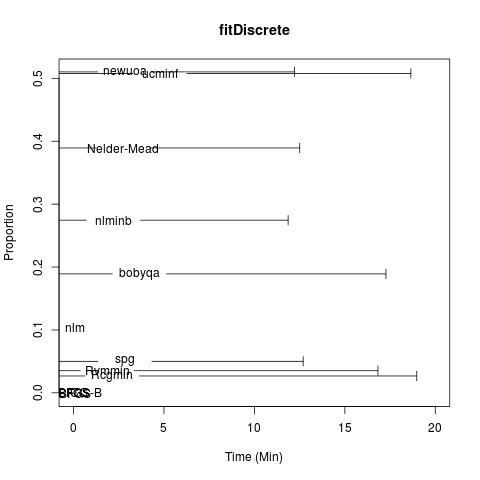 fitDiscrete
Proportion
0.5
0.4
0.3
0.2
0.1
0.0
newuoa
ucminf
Nelder-Mead
nlminb
bobyqa
nlm
spg
Rvmmin
Rcgmin
BFGS
0
5
10
15
20
Time (Min)